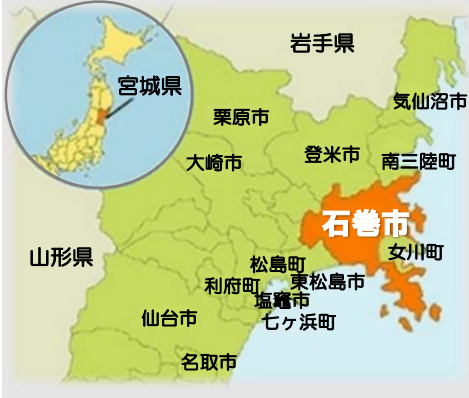 岩手県
宮城県
気仙沼市
栗原市
登米市
大崎市
南三陸町
石巻市
女川町
山形県
松島町
東松島市
利府町
塩竈市
仙台市
七ヶ浜町
名取市